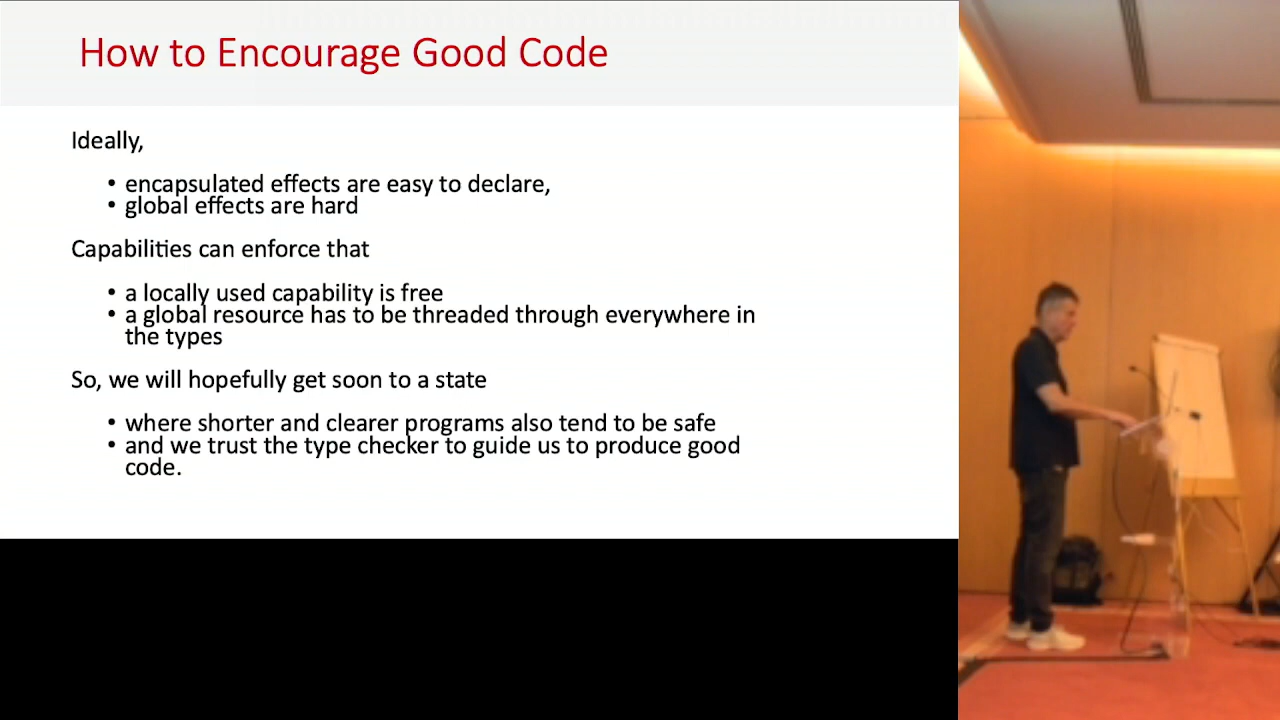 How to Encourage Good Code
Ideally,
• encapsulated effects are easy to declare,
• global effects are hard
Capabilities can enforce that
• a locally used capability is free
• a global resource has to be threaded through everywhere in
the types
So, we will hopefully get soon to a state
• where shorter and clearer programs also tend to be safe
• and we trust the type checker to guide us to produce good
code.